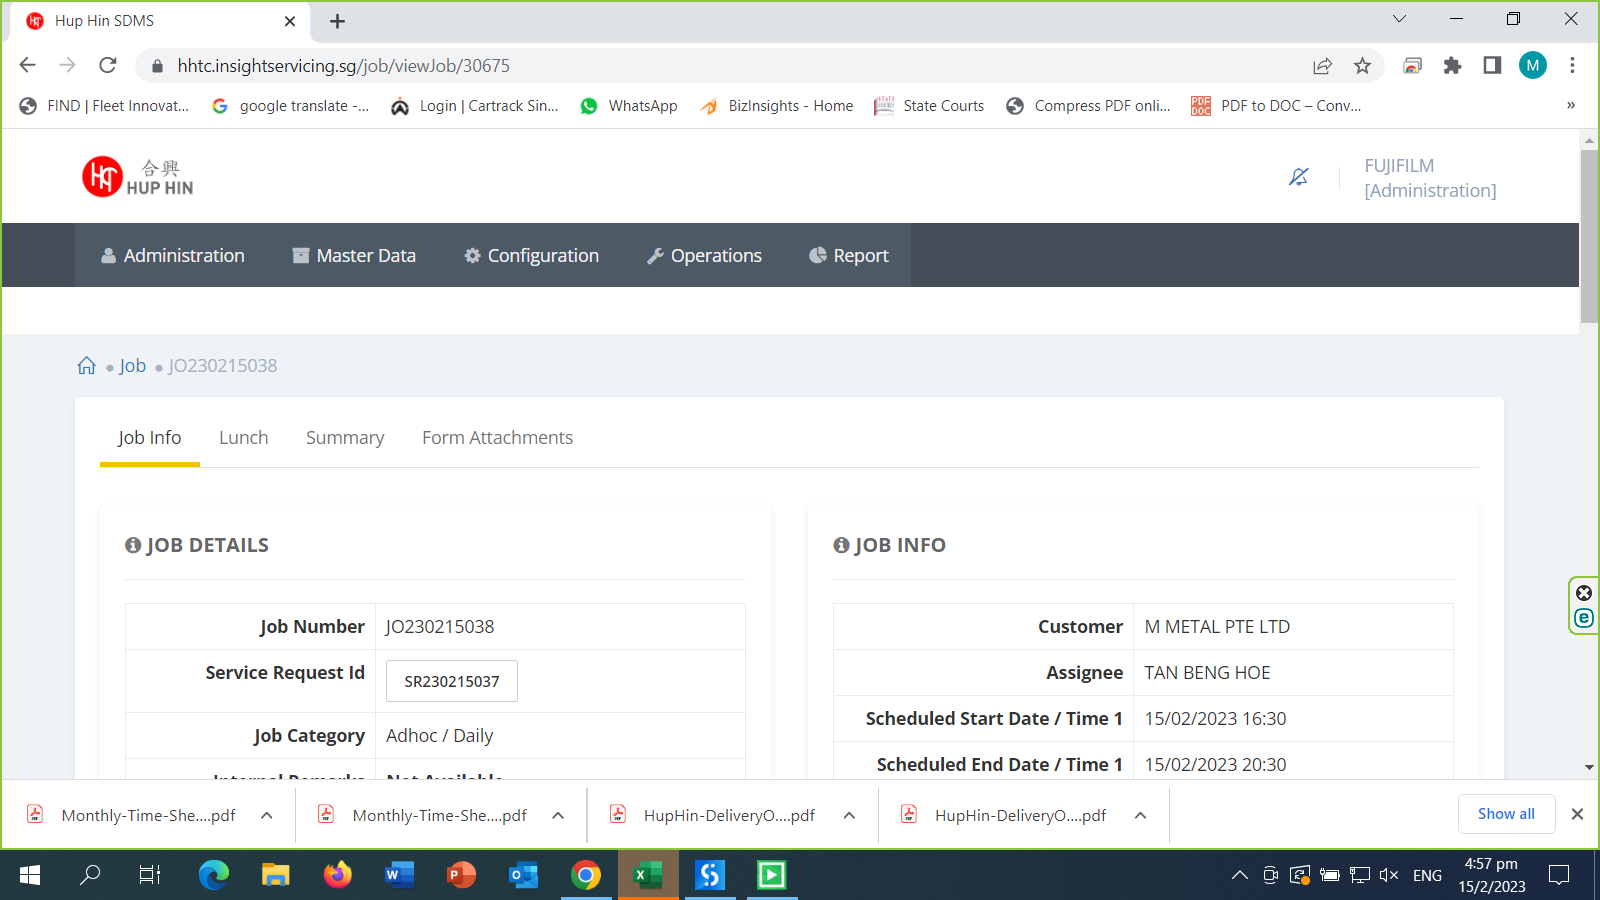 Hup Hin SDMS
hhtc.insightservicing.sg/job/viewJob/30675
M
FIND | Fleet Innovat...
google translate -...
Login | Cartrack Sin...
WhatsApp
BizInsights - Home
State Courts
Compress PDF onli...
PDF to DOC – Conv...
»
合興
HUP HIN
FUJIFILM
[Administration]
Administration
Master Data
Configuration
Operations
Report
Job
JO230215038
Job Info
Lunch
Summary
Form Attachments
JOB DETAILS
Job Number JO230215038
Service Request Id SR230215037
Job Category Adhoc / Daily
Internal Remarks Not Available
JOB INFO
Customer M METAL PTE LTD
Assignee TAN BENG HOE
Scheduled Start Date / Time 1 15/02/2023 16:30
Scheduled End Date / Time 1 15/02/2023 20:30
Monthly-Time-She....pdf
Monthly-Time-She....pdf
HupHin-DeliveryO....pdf
HupHin-DeliveryO....pdf
Show all
ENG
4:57 pm
15/2/2023